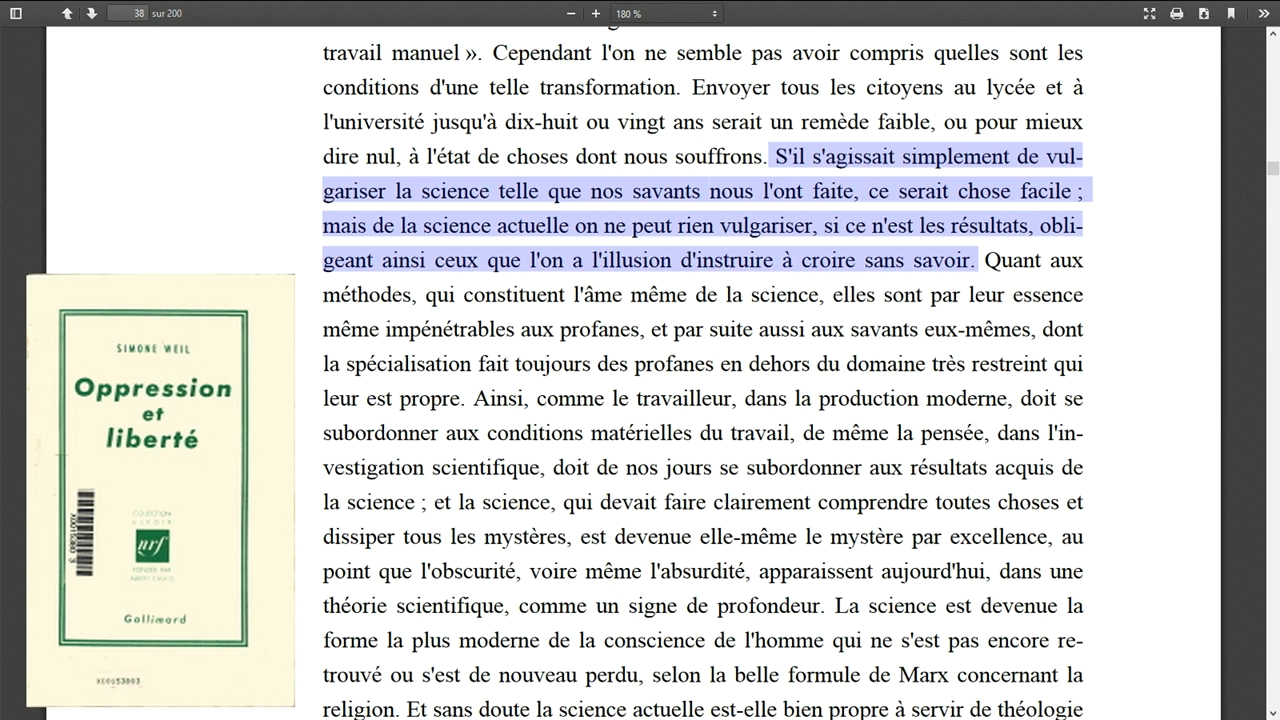 38 sur 200
180 %
travail manuel ». Cependant l'on ne semble pas avoir compris quelles sont les
conditions d'une telle transformation. Envoyer tous les citoyens au lycée et à
l'université jusqu'à dix-huit ou vingt ans serait un remède faible, ou pour mieux
dire nul, à l'état de choses dont nous souffrons. S'il s'agissait simplement de vul-
gariser la science telle que nos savants nous l'ont faite, ce serait chose facile ;
mais de la science actuelle on ne peut rien vulgariser, si ce n'est les résultats, obli-
geant ainsi ceux que l'on a l'illusion d'instruire à croire sans savoir. Quant aux
méthodes, qui constituent l'âme même de la science, elles sont par leur essence
même impénétrables aux profanes, et par suite aussi aux savants eux-mêmes, dont
la spécialisation fait toujours des profanes en dehors du domaine très restreint qui
leur est propre. Ainsi, comme le travailleur, dans la production moderne, doit se
subordonner aux conditions matérielles du travail, de même la pensée, dans l'in-
vestigation scientifique, doit de nos jours se subordonner aux résultats acquis de
la science ; et la science, qui devait faire clairement comprendre toutes choses et
dissiper tous les mystères, est devenue elle-même le mystère par excellence, au
point que l'obscurité, voire même l'absurdité, apparaissent aujourd'hui, dans une
théorie scientifique, comme un signe de profondeur. La science est devenue la
forme la plus moderne de la conscience de l'homme qui ne s'est pas encore re-
trouvé ou s'est de nouveau perdu, selon la belle formule de Marx concernant la
religion. Et sans doute la science actuelle est-elle bien propre à servir de théologie
SIMONE WEIL
Oppression
et
liberté
COLLECTION
ESPOIR
nrf
FONDÉE PAR
ALBERT CAMUS
Gallimard